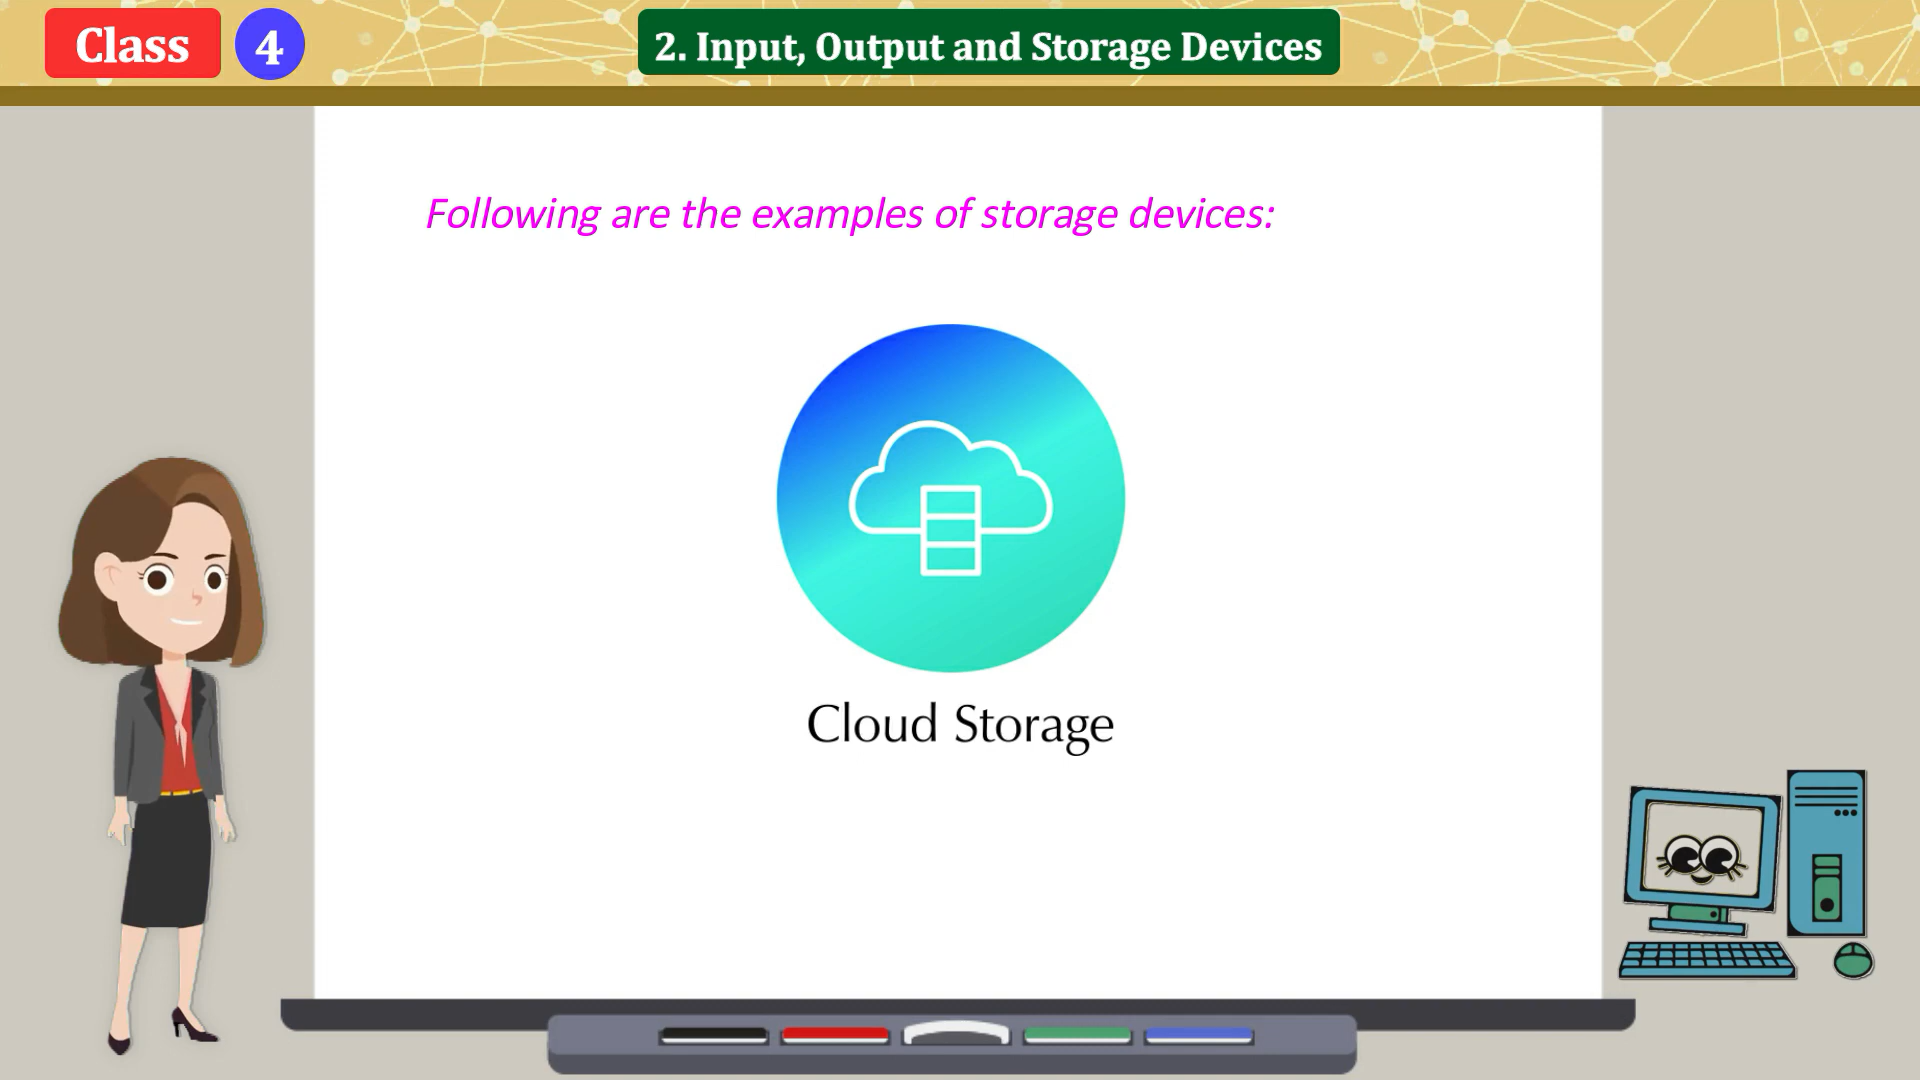 Class 4
2. Input, Output and Storage Devices
Following are the examples of storage devices:
Cloud Storage